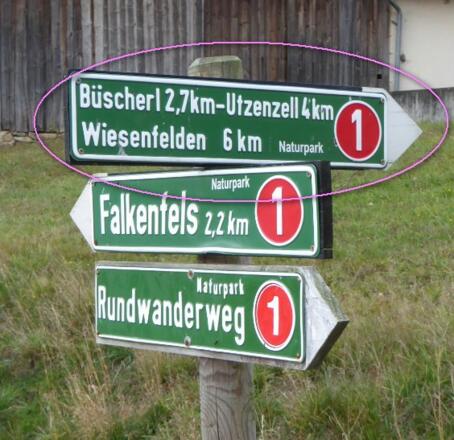 Büscherl 2,7km-Utzenzell 4km
Wiesenfelden 6 km Naturpark 1
Naturpark
Falkenfels 2,2 km 1
Naturpark
Rundwanderweg 1